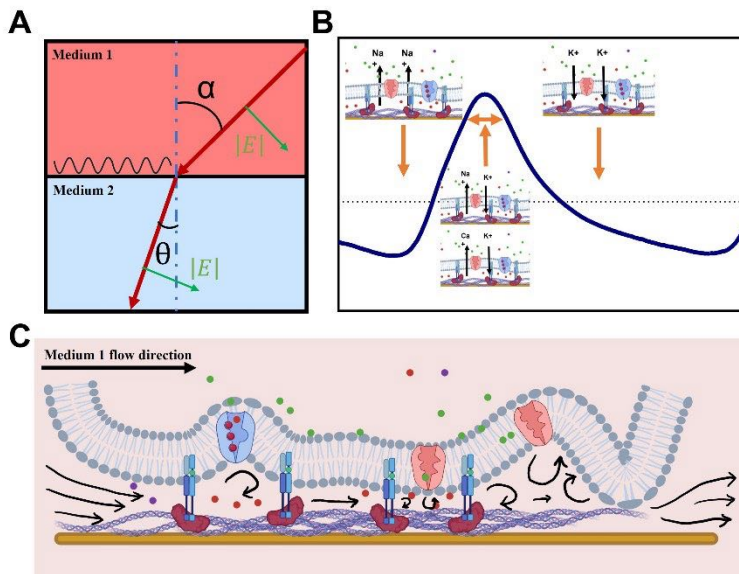 A
Medium 1
α
|E|
Medium 2
θ
|E|
B
Na Na
+ +
K+ K+
Na K+
+
Ca K+
+
C
Medium 1 flow direction